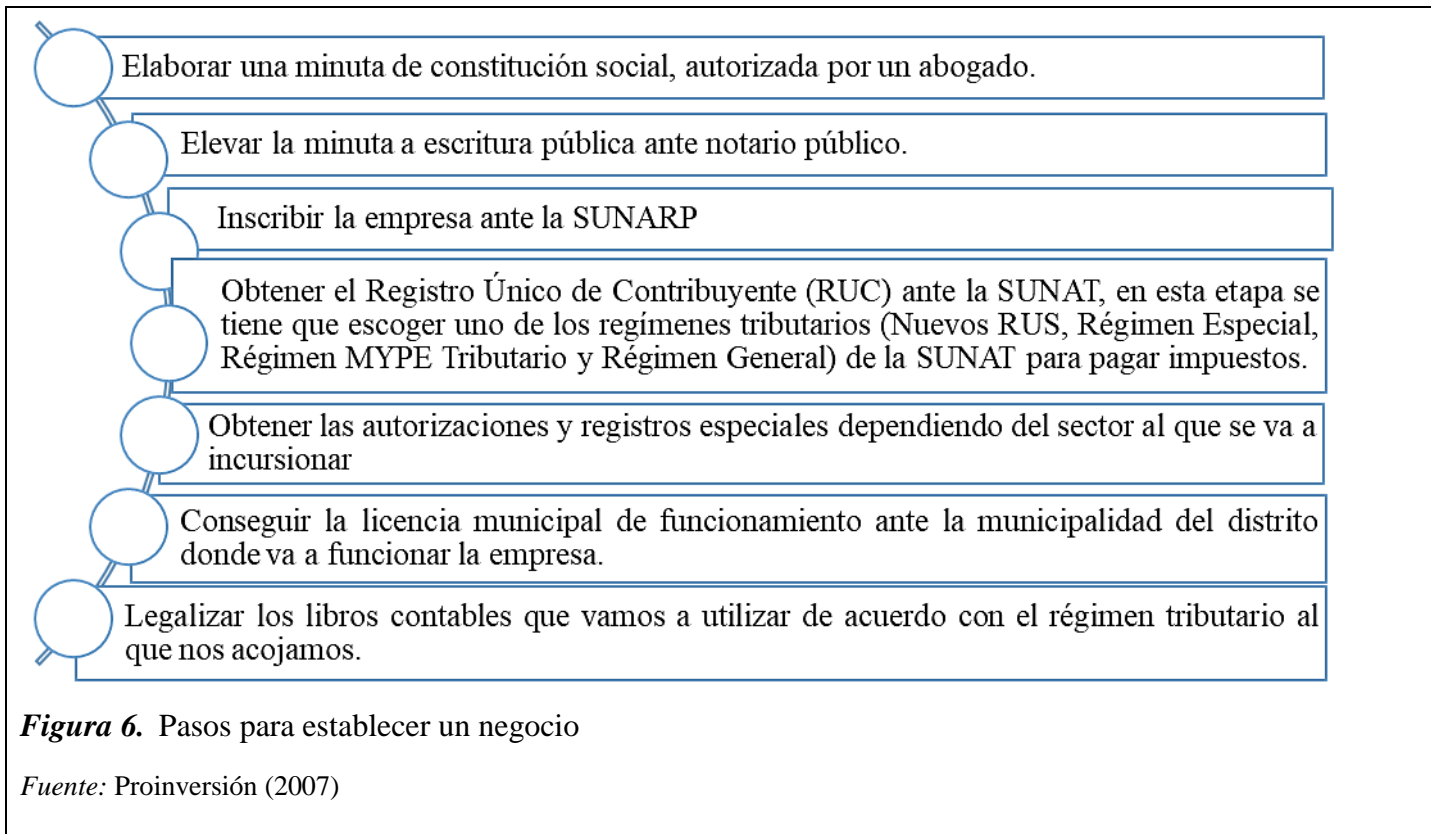 Elaborar una minuta de constitución social, autorizada por un abogado.
Elevar la minuta a escritura pública ante notario público.
Inscribir la empresa ante la SUNARP
Obtener el Registro Único de Contribuyente (RUC) ante la SUNAT, en esta etapa se
tiene que escoger uno de los regímenes tributarios (Nuevos RUS, Régimen Especial,
Régimen MYPE Tributario y Régimen General) de la SUNAT para pagar impuestos.
Obtener las autorizaciones y registros especiales dependiendo del sector al que se va a
incursionar
Conseguir la licencia municipal de funcionamiento ante la municipalidad del distrito
donde va a funcionar la empresa.
Legalizar los libros contables que vamos a utilizar de acuerdo con el régimen tributario al
que nos acojamos.
Figura 6. Pasos para establecer un negocio
Fuente: Proinversión (2007)